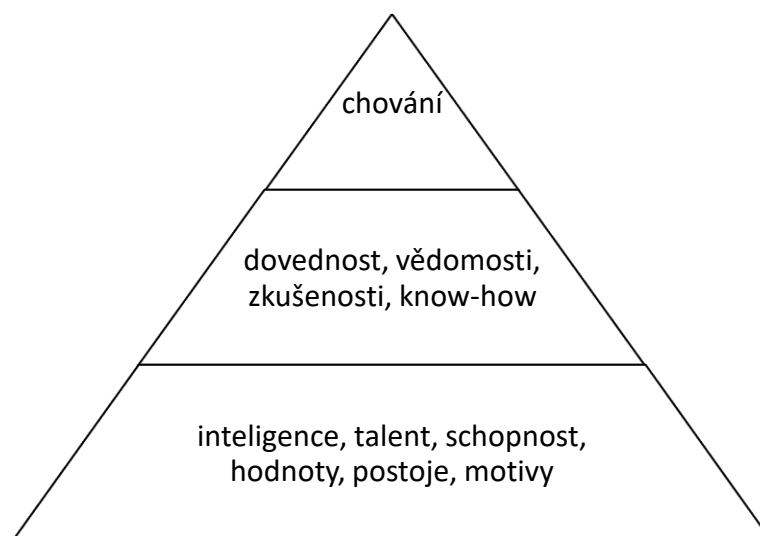 chování
dovednost, vědomosti,
zkušenosti, know-how
inteligence, talent, schopnost,
hodnoty, postoje, motivy